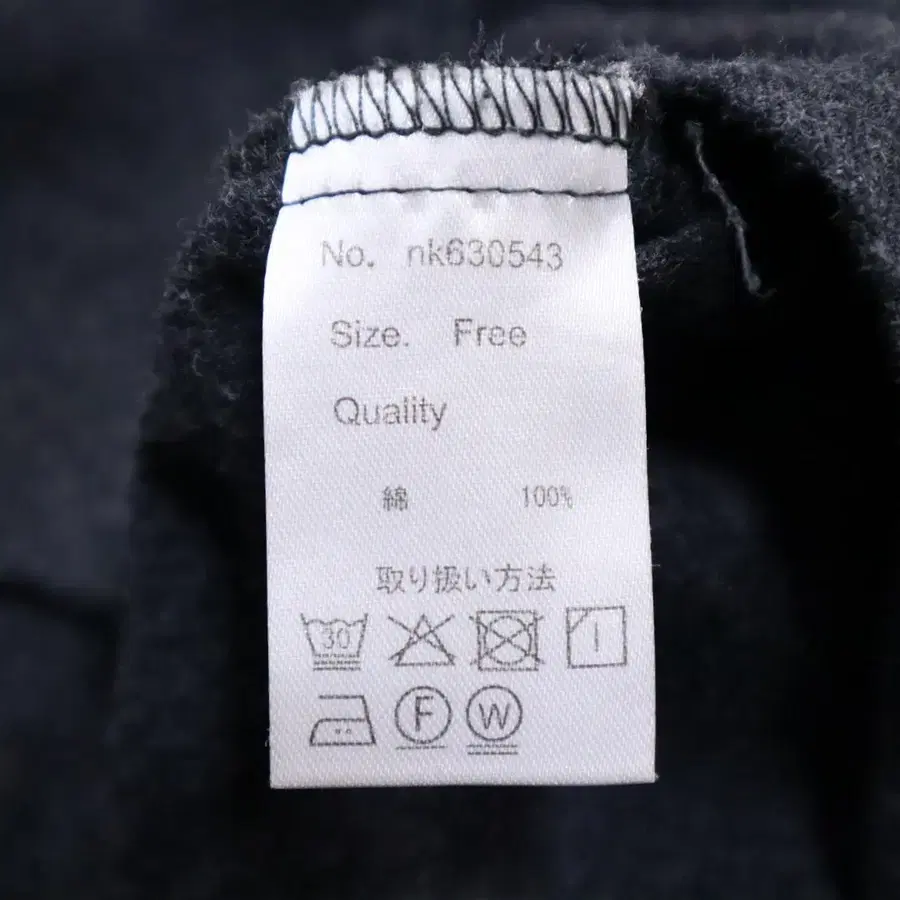 No. nk630543
Size. Free
Quality
綿 100%
取り扱い方法
30
F W